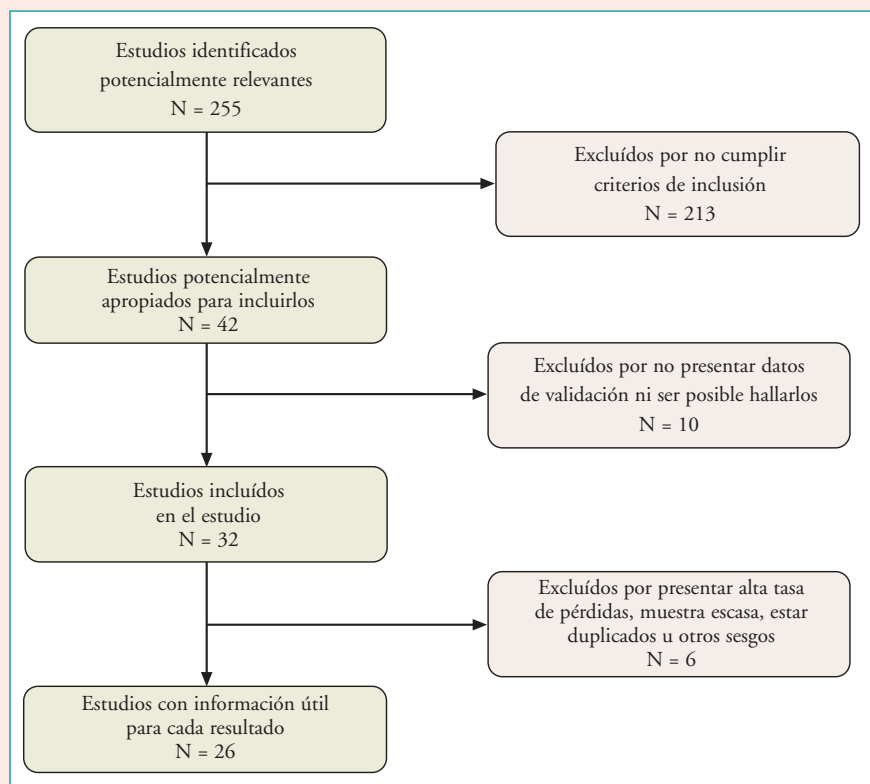 Estudios identificados
potencialmente relevantes
N = 255
Excluídos por no cumplir
criterios de inclusión
N = 213
Estudios potencialmente
apropiados para incluirlos
N = 42
Excluídos por no presentar datos
de validación ni ser posible hallarlos
N = 10
Estudios incluídos
en el estudio
N = 32
Excluídos por presentar alta tasa
de pérdidas, muestra escasa, estar
duplicados u otros sesgos
N = 6
Estudios con información útil
para cada resultado
N = 26